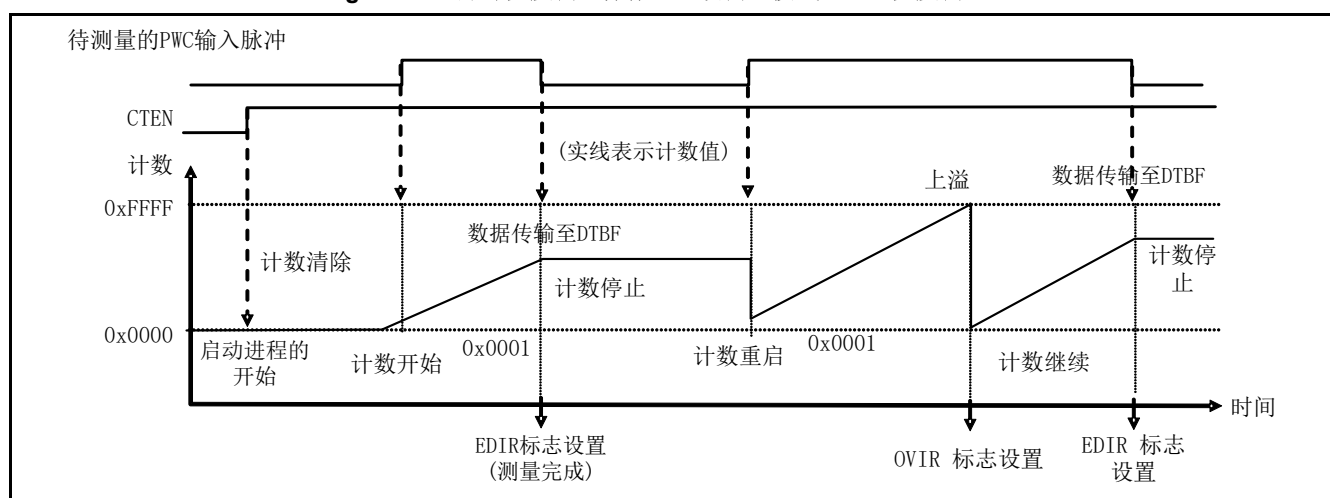 待测量的PWC输入脉冲
CTEN
(实线表示计数值)
计数
上溢
数据传输至DTBF
0xFFFF
数据传输至DTBF
计数清除
计数停
止
计数停止
0x0000
启动进程的
开始
计数开始
0x0001
计数重启
0x0001
计数继续
时间
EDIR标志设置
(测量完成)
OVIR 标志设置
EDIR 标志
设置